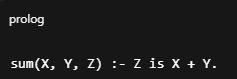 prolog
sum(X, Y, Z) :- Z is X + Y.